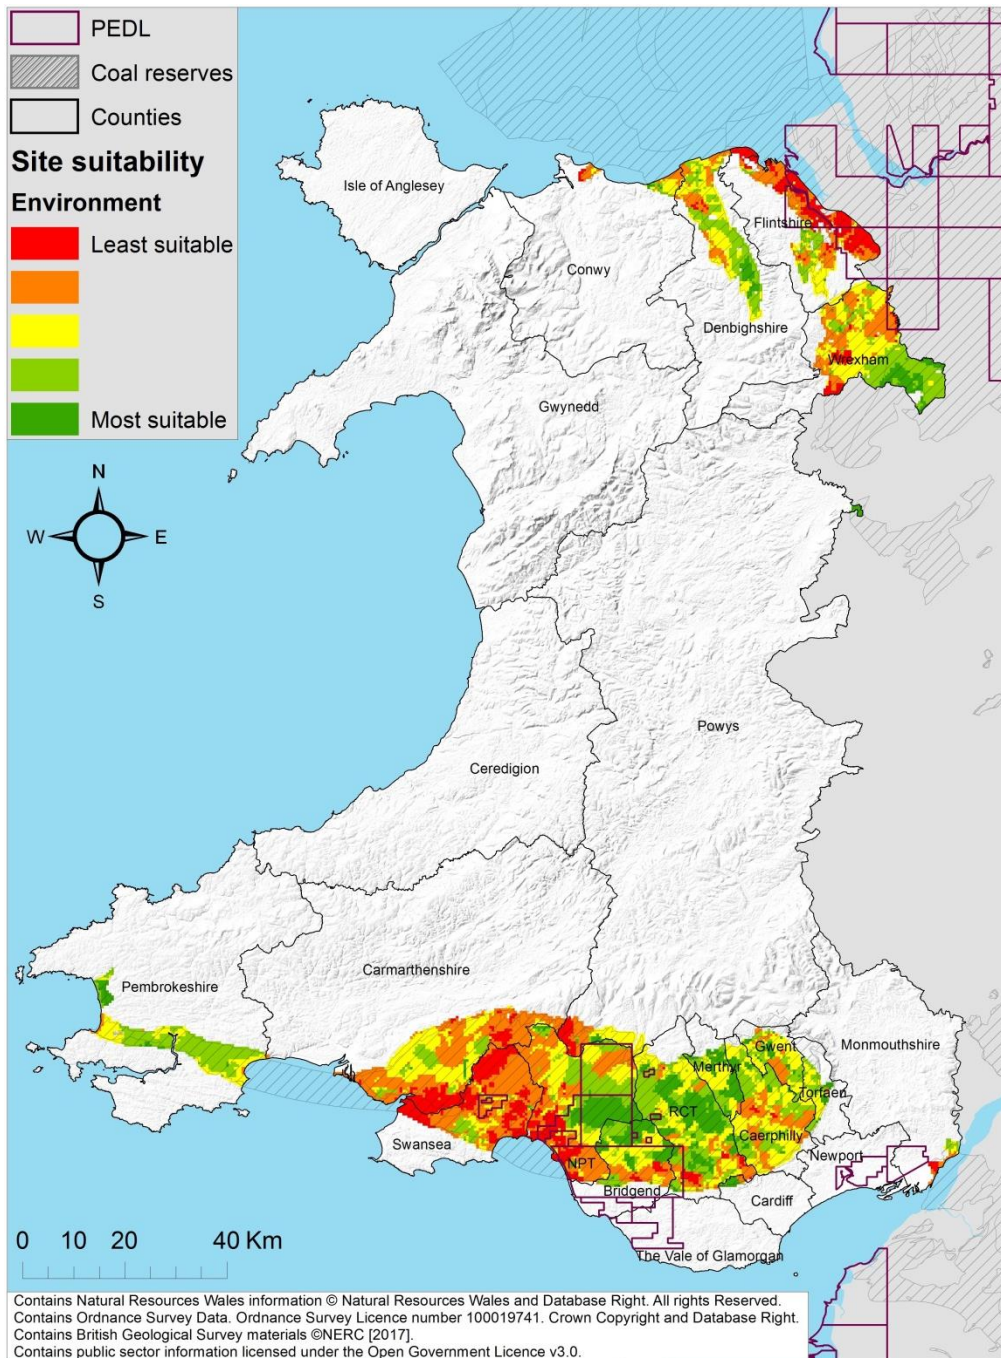 PEDL
Coal reserves
Counties
Site suitability
Environment
Least suitable
Most suitable
N
W
E
S
Isle of Anglesey
Conwy
Flintshire
Denbighshire
Wrexham
Gwynedd
Powys
Ceredigion
Carmarthenshire
Pembrokeshire
Monmouthshire
Gwent
Merthyr
Torfaen
RCT
Caerphilly
Swansea
Newport
NPT
Bridgend
Cardiff
The Vale of Glamorgan
0 10 20 40 Km
Contains Natural Resources Wales information © Natural Resources Wales and Database Right. All rights Reserved.
Contains Ordnance Survey Data. Ordnance Survey Licence number 100019741. Crown Copyright and Database Right.
Contains British Geological Survey materials ©NERC [2017].
Contains public sector information licensed under the Open Government Licence v3.0.